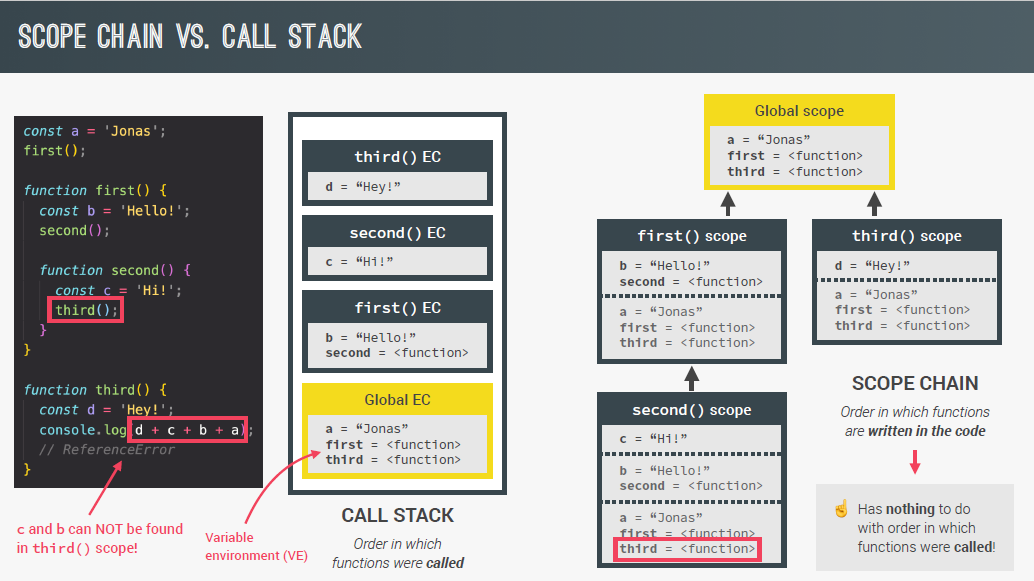 SCOPE CHAIN VS. CALL STACK
const a = 'Jonas';
first();
function first() {
const b = 'Hello!';
second();
function second() {
const c = 'Hi!';
third();
}
}
function third() {
const d = 'Hey!';
console.log(d + c + b + a);
// ReferenceError
}
c and b can NOT be found
in third() scope!
third() EC
d = “Hey!”
second() EC
c = “Hi!”
first() EC
b = “Hello!”
second = <function>
Global EC
a = “Jonas”
first = <function>
third = <function>
Variable
environment (VE)
CALL STACK
Order in which
functions were called
Global scope
a = “Jonas”
first = <function>
third = <function>
first() scope
b = “Hello!”
second = <function>
a = “Jonas”
first = <function>
third = <function>
second() scope
c = “Hi!”
b = “Hello!”
second = <function>
a = “Jonas”
first = <function>
third = <function>
third() scope
d = “Hey!”
a = “Jonas”
first = <function>
third = <function>
SCOPE CHAIN
Order in which functions
are written in the code
☝ Has nothing to do
with order in which
functions were called!